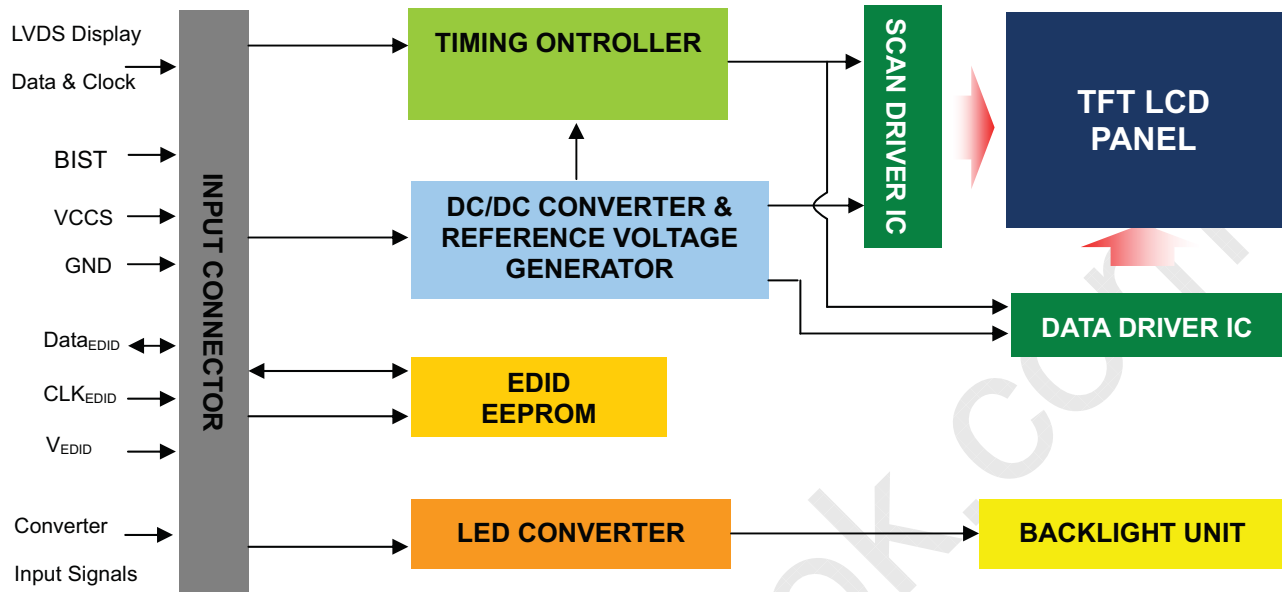 LVDS Display
Data & Clock
BIST
VCCS
GND
DataEDID
CLKEDID
VEDID
Converter
Input Signals
INPUT CONNECTOR
TIMING ONTROLLER
DC/DC CONVERTER &
REFERENCE VOLTAGE
GENERATOR
EDID
EEPROM
LED CONVERTER
SCAN DRIVER IC
TFT LCD
PANEL
DATA DRIVER IC
BACKLIGHT UNIT
ok.com